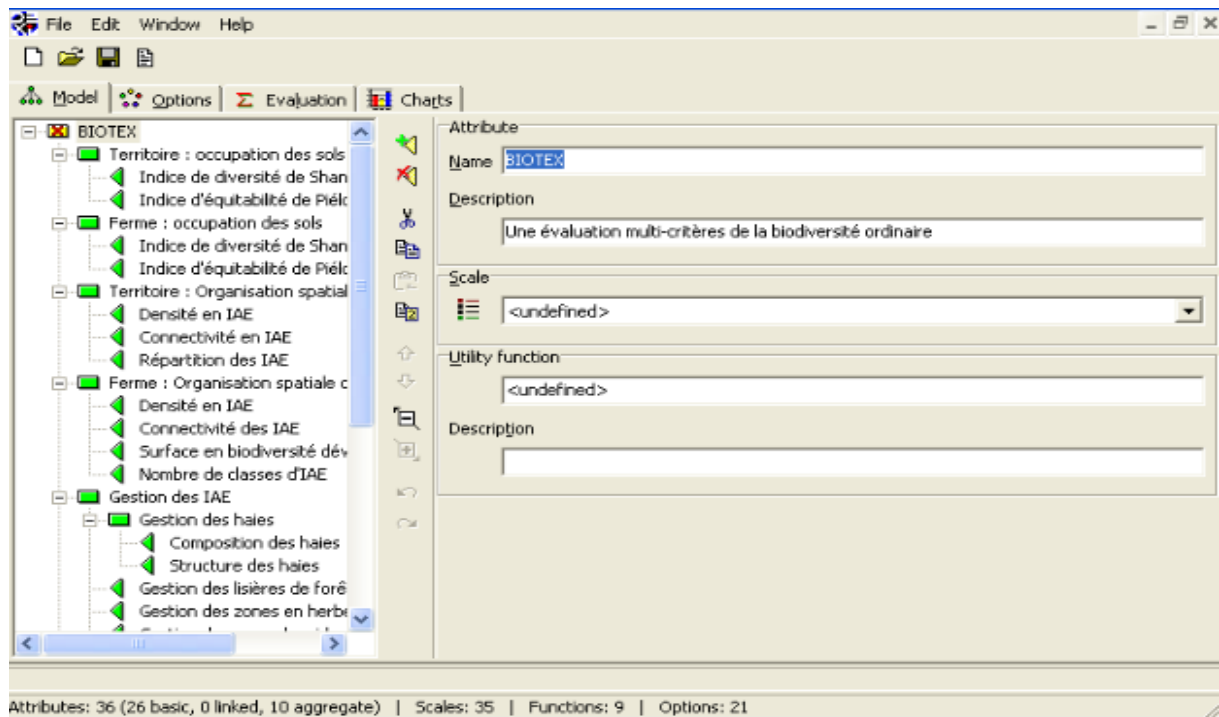 File Edit Window Help
Model Options Evaluation Charts
BIOTEX
Territoire : occupation des sols
Indice de diversité de Shan
Indice d'équitabilité de Piélo
Ferme : occupation des sols
Indice de diversité de Shan
Indice d'équitabilité de Piélo
Territoire : Organisation spatial
Densité en IAE
Connectivité en IAE
Répartition des IAE
Ferme : Organisation spatiale c
Densité en IAE
Connectivité des IAE
Surface en biodiversité dév
Nombre de classes d'IAE
Gestion des IAE
Gestion des haies
Composition des haies
Structure des haies
Gestion des lisières de forê
Gestion des zones en herbe
Attribute
Name BIOTEX
Description
Une évaluation multi-critères de la biodiversité ordinaire
Scale
<undefined>
Utility function
<undefined>
Description
Attributes: 36 (26 basic, 0 linked, 10 aggregate) | Scales: 35 | Functions: 9 | Options: 21